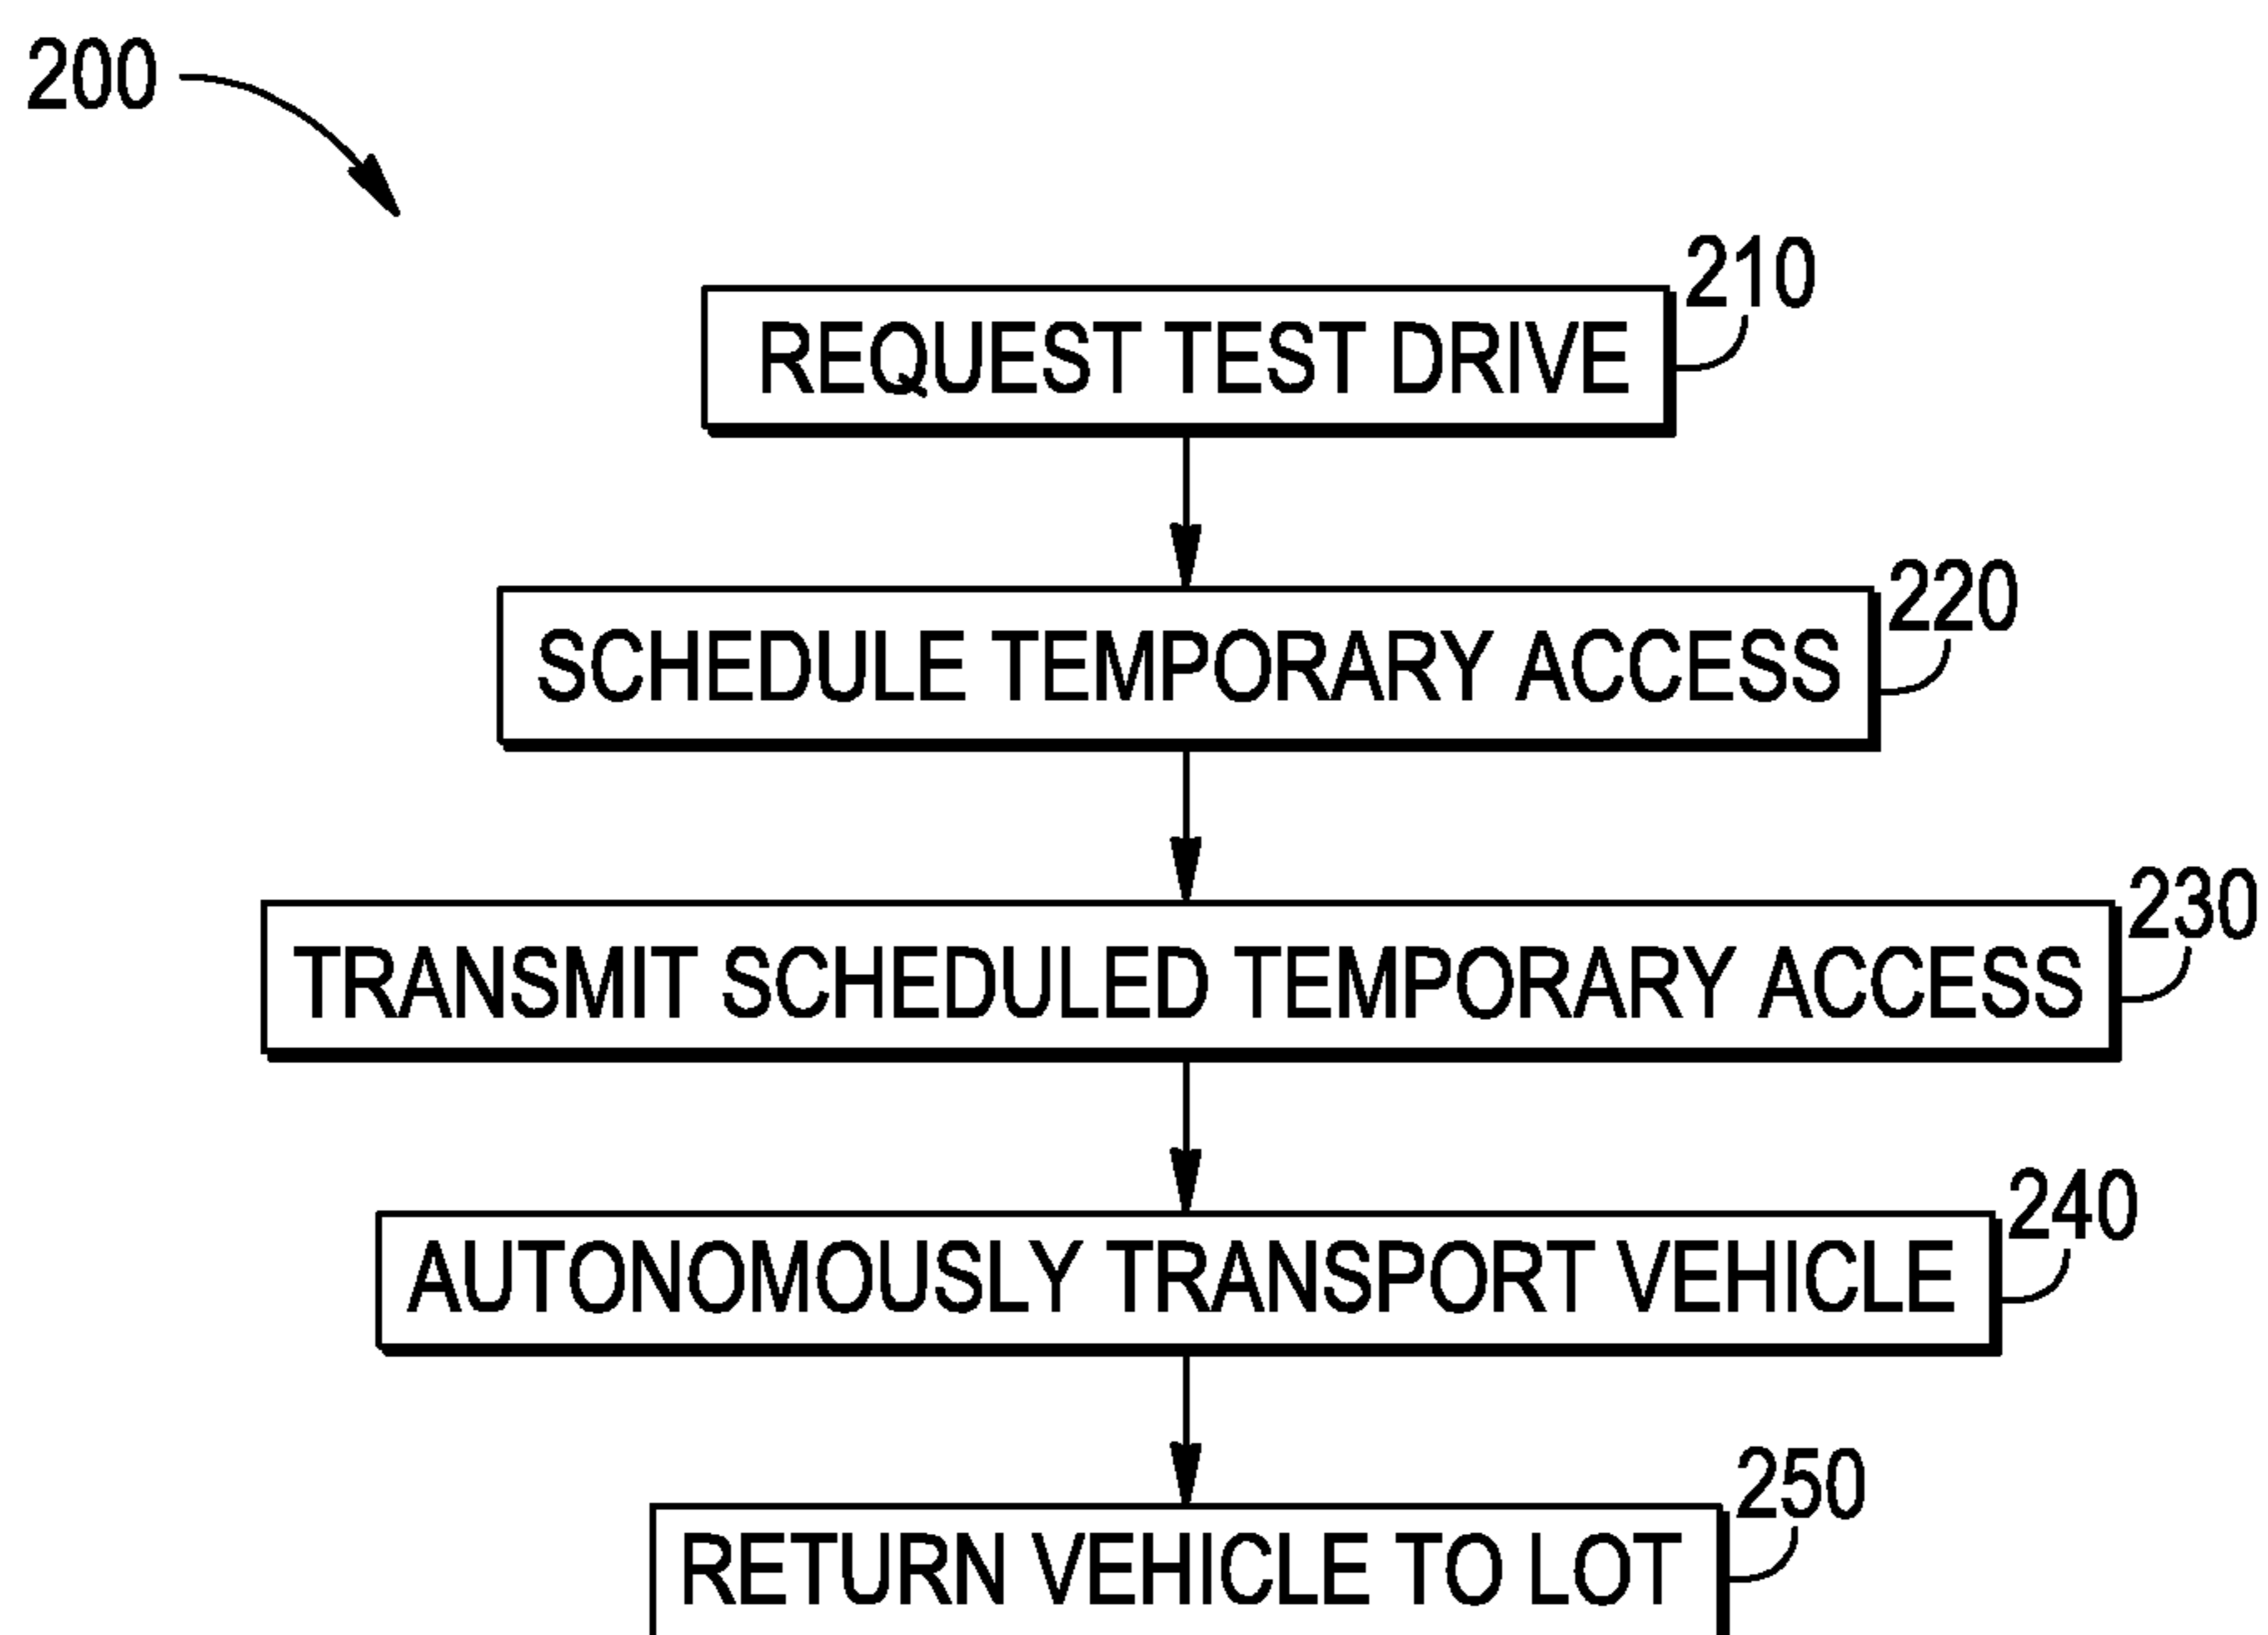 200
210
REQUEST TEST DRIVE
220
SCHEDULE TEMPORARY ACCESS
230
TRANSMIT SCHEDULED TEMPORARY ACCESS
240
AUTONOMOUSLY TRANSPORT VEHICLE
250
RETURN VEHICLE TO LOT